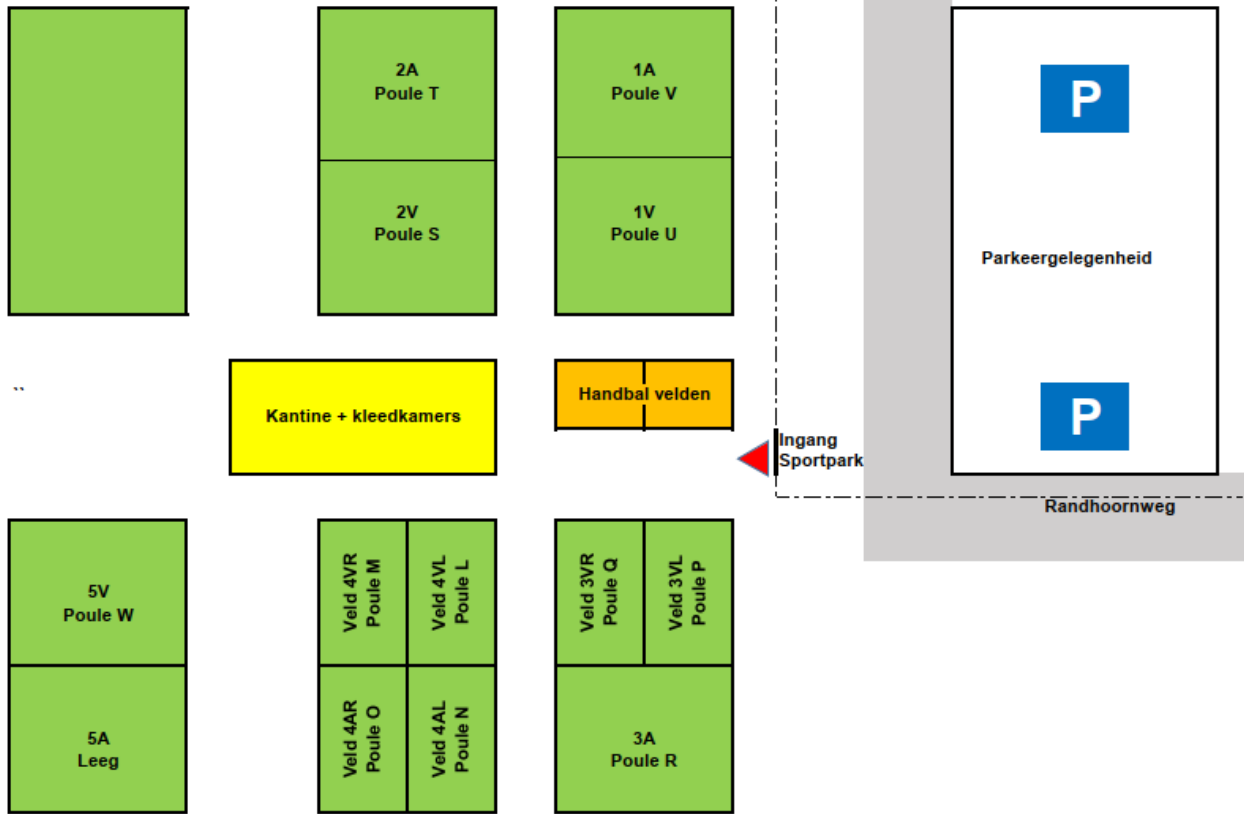 2A
Poule T
1A
Poule V
P
2V
Poule S
1V
Poule U
Parkeergelegenheid
``
Kantine + kleedkamers
Handbal velden
P
Ingang
Sportpark
Randhoornweg
5V
Poule W
Veld 4VR
Poule M
Veld 4VL
Poule L
Veld 3VR
Poule Q
Veld 3VL
Poule P
5A
Leeg
Veld 4AR
Poule O
Veld 4AL
Poule N
3A
Poule R